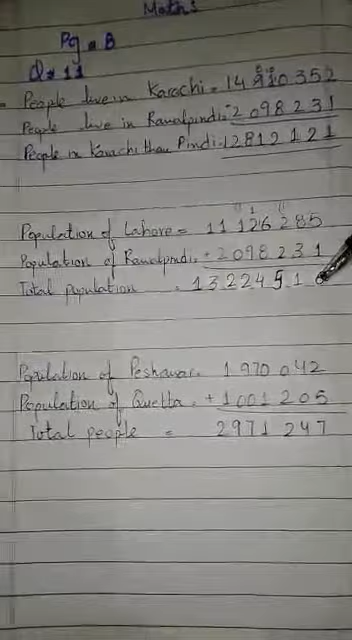 Maths
Pg = 8
Q = 11
People live in Karachi = 14 910 352
People live in Rawalpindi = 2 098 231
People in Karachi than Pindi = 12 812 121
Population of Lahore = 11 126 285
Population of Rawalpindi + 2 098 231
Total population = 13 224 51
Population of Peshawar = 1 970 042
Population of Quetta = + 1 001 205
Total people = 2 971 247